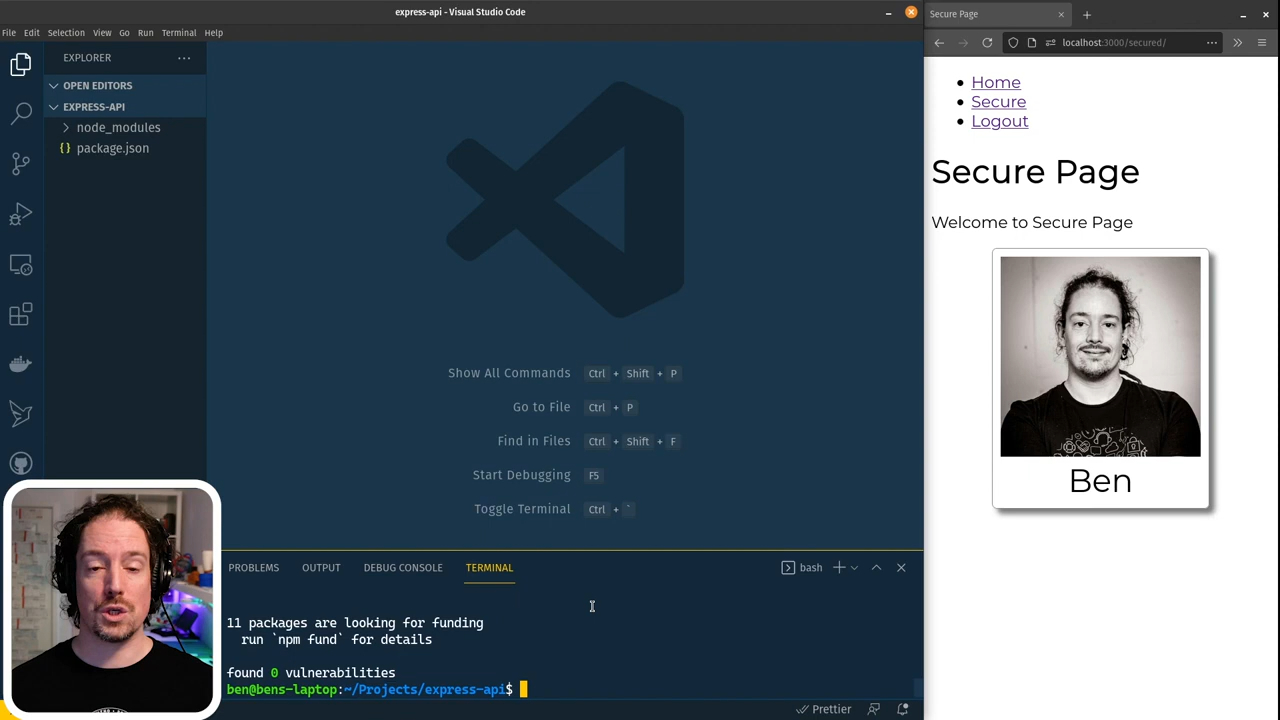 express-api - Visual Studio Code
File Edit Selection View Go Run Terminal Help
EXPLORER
OPEN EDITORS
EXPRESS-API
node_modules
{} package.json
Show All Commands Ctrl + Shift + P
Go to File Ctrl + P
Find in Files Ctrl + Shift + F
Start Debugging F5
Toggle Terminal Ctrl + `
PROBLEMS OUTPUT DEBUG CONSOLE TERMINAL
bash
11 packages are looking for funding
run `npm fund` for details
found 0 vulnerabilities
ben@bens-laptop:~/Projects/express-api$
Prettier
Secure Page
localhost:3000/secured/
Home
Secure
Logout
Secure Page
Welcome to Secure Page
Ben